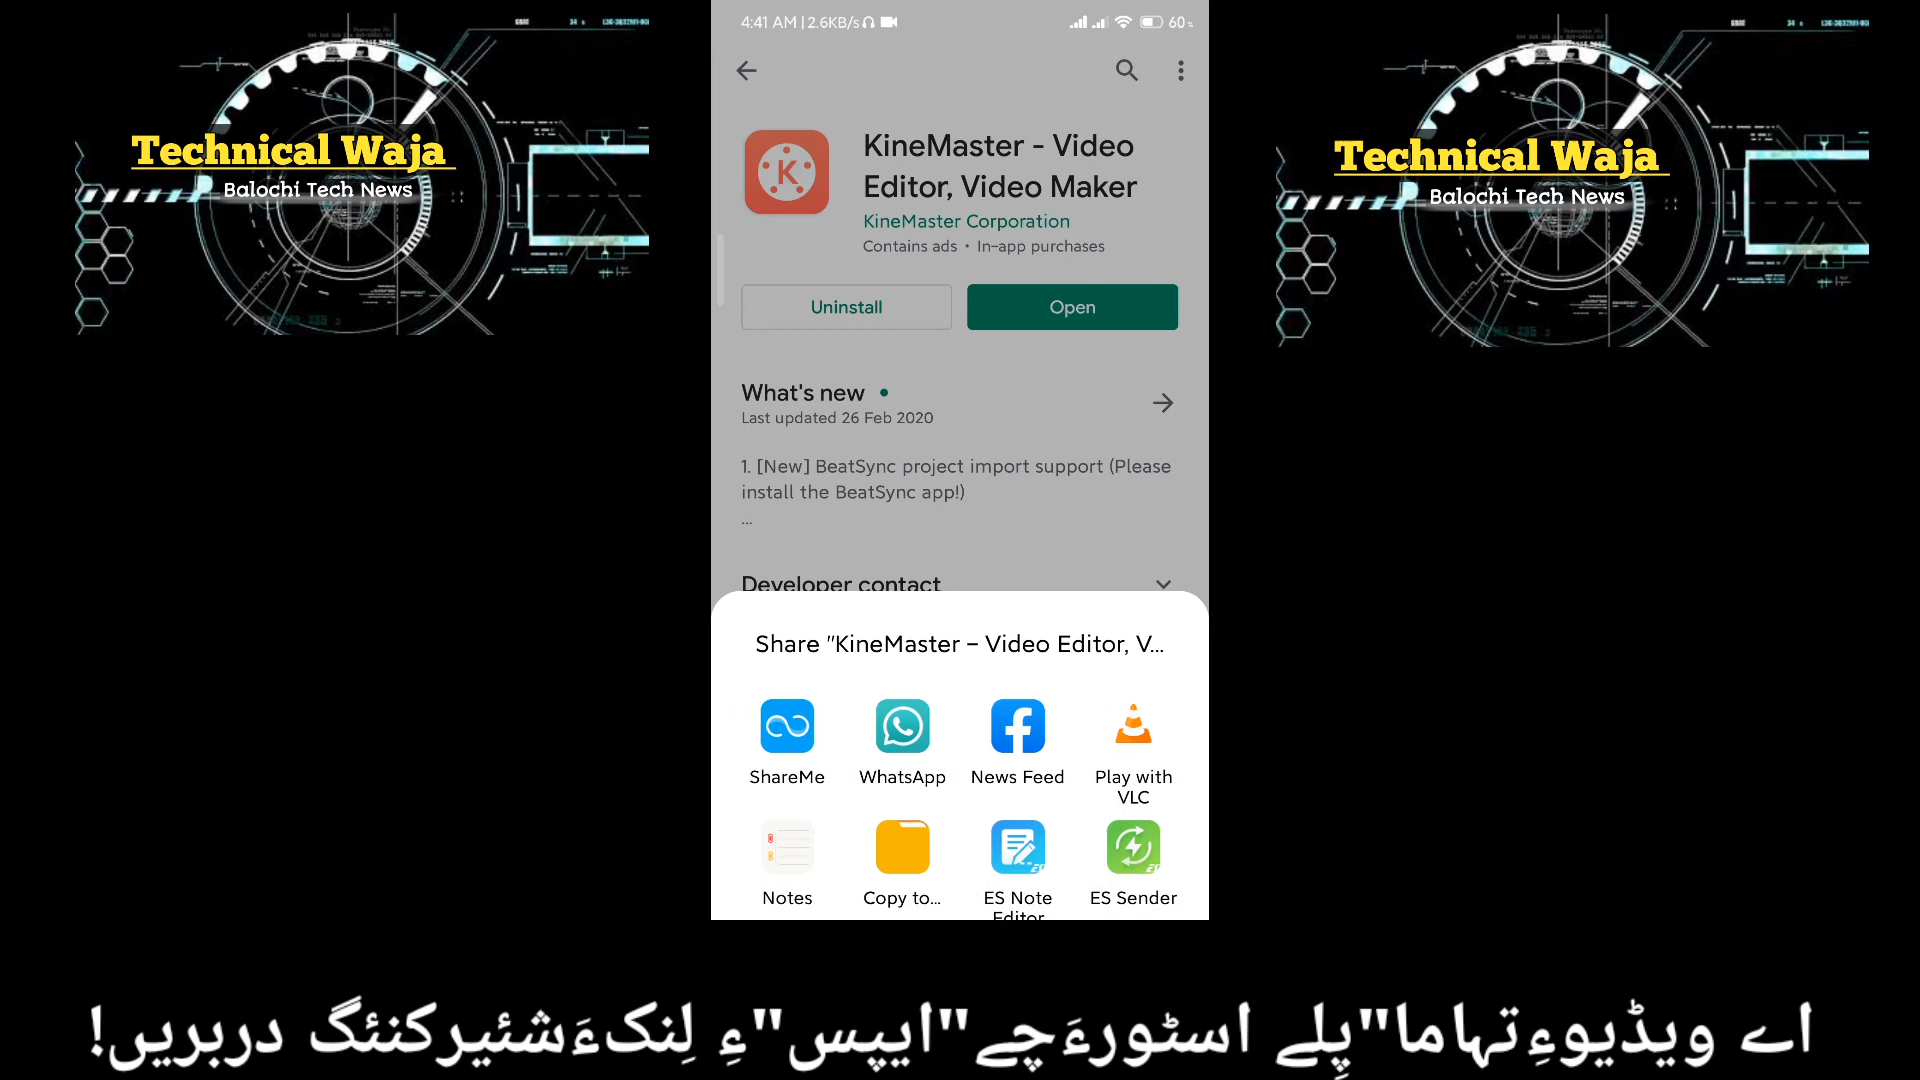 4:41 AM | 2.6KB/s
60
Technical Waja
Balochi Tech News
Technical Waja
Balochi Tech News
KineMaster - Video
Editor, Video Maker
KineMaster Corporation
Contains ads • In-app purchases
Uninstall
Open
What's new
Last updated 26 Feb 2020
1. [New] BeatSync project import support (Please
install the BeatSync app!)
...
Developer contact
Share "KineMaster – Video Editor, V...
ShareMe
WhatsApp
News Feed
Play with
VLC
Notes
Copy to...
ES Note
Editor
ES Sender
اے ویڈیوءِتہاما"پِلے اسٹورءَچے"ایپس"ءِ لِنکءَشئیرکنئگ دربریں!